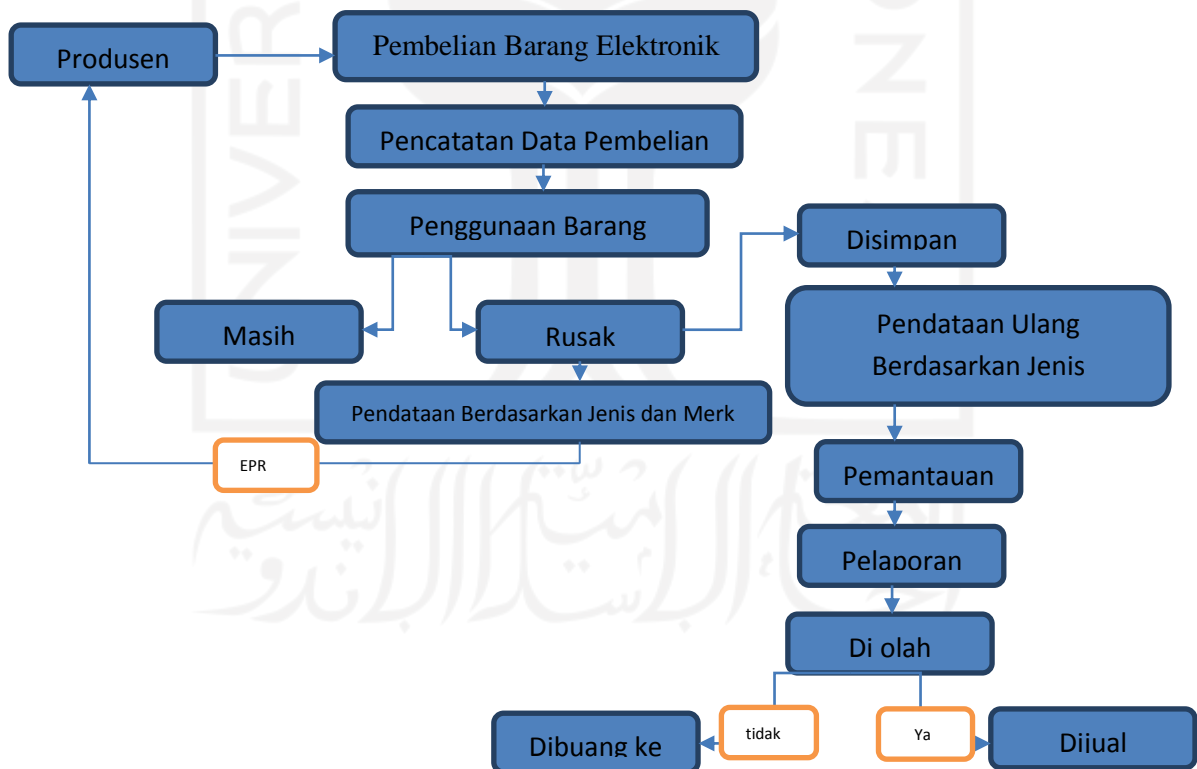 Produsen
Pembelian Barang Elektronik
Pencatatan Data Pembelian
Penggunaan Barang
Disimpan
Masih
Rusak
Pendataan Ulang
Berdasarkan Jenis
Pendataan Berdasarkan Jenis dan Merk
EPR
Pemantauan
Pelaporan
Di olah
tidak
Ya
Dibuang ke
Dijual